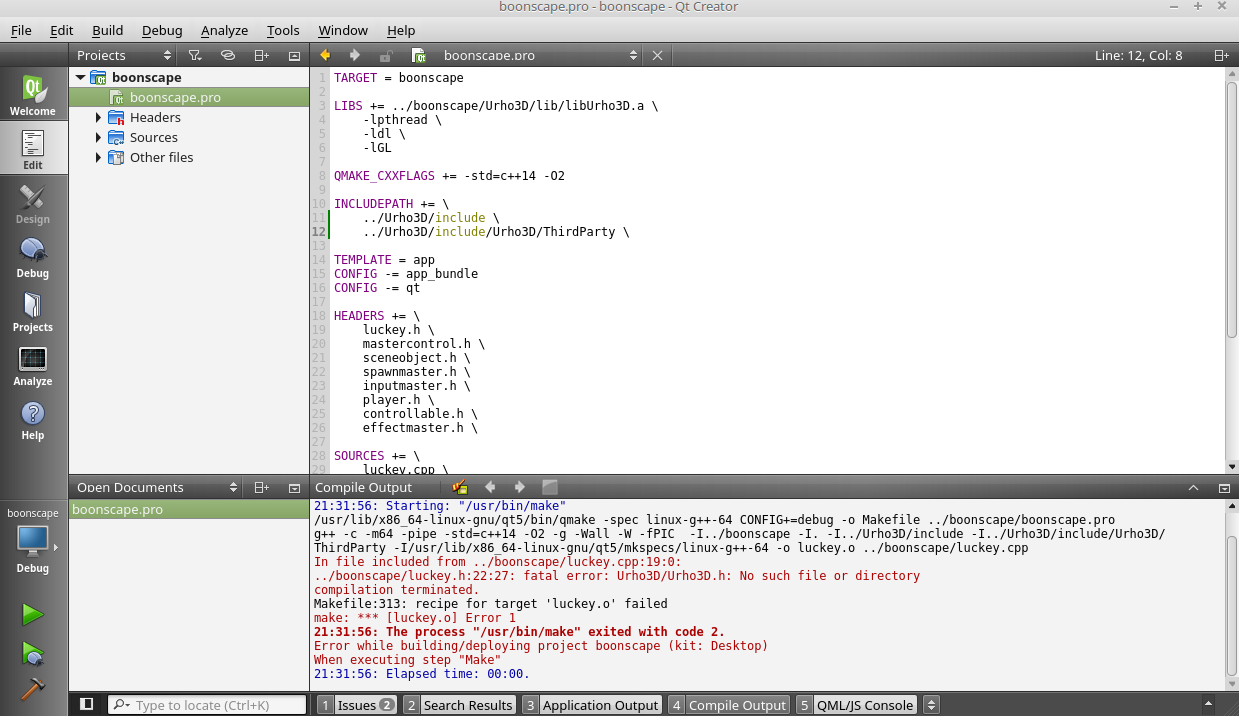 boonscape.pro - boonscape - Qt Creator
File Edit Build Debug Analyze Tools Window Help
Projects boonscape.pro Line: 12, Col: 8
Welcome
Edit
Design
Debug
Projects
Analyze
Help
boonscape
Debug
boonscape
boonscape.pro
Headers
Sources
Other files
1 TARGET = boonscape
2
3 LIBS += ../boonscape/Urho3D/lib/libUrho3D.a \
4 -lpthread \
5 -ldl \
6 -lGL
7
8 QMAKE_CXXFLAGS += -std=c++14 -O2
9
10 INCLUDEPATH += \
11 ../Urho3D/include \
12 ../Urho3D/include/Urho3D/ThirdParty \
13
14 TEMPLATE = app
15 CONFIG -= app_bundle
16 CONFIG -= qt
17
18 HEADERS += \
19 luckey.h \
20 mastercontrol.h \
21 sceneobject.h \
22 spawnmaster.h \
23 inputmaster.h \
24 player.h \
25 controllable.h \
26 effectmaster.h \
27
28 SOURCES += \
29 luckey.cpp \
Open Documents
boonscape.pro
Compile Output
21:31:56: Starting: "/usr/bin/make"
/usr/lib/x86_64-linux-gnu/qt5/bin/qmake -spec linux-g++-64 CONFIG+=debug -o Makefile ../boonscape/boonscape.pro
g++ -c -m64 -pipe -std=c++14 -O2 -g -Wall -W -fPIC  -I../boonscape -I. -I../Urho3D/include -I../Urho3D/include/Urho3D/
ThirdParty -I/usr/lib/x86_64-linux-gnu/qt5/mkspecs/linux-g++-64 -o luckey.o ../boonscape/luckey.cpp
In file included from ../boonscape/luckey.cpp:19:0:
../boonscape/luckey.h:22:27: fatal error: Urho3D/Urho3D.h: No such file or directory
compilation terminated.
Makefile:313: recipe for target 'luckey.o' failed
make: *** [luckey.o] Error 1
21:31:56: The process "/usr/bin/make" exited with code 2.
Error while building/deploying project boonscape (kit: Desktop)
When executing step "Make"
21:31:56: Elapsed time: 00:00.
Type to locate (Ctrl+K) 1 Issues 2 2 Search Results 3 Application Output 4 Compile Output 5 QML/JS Console